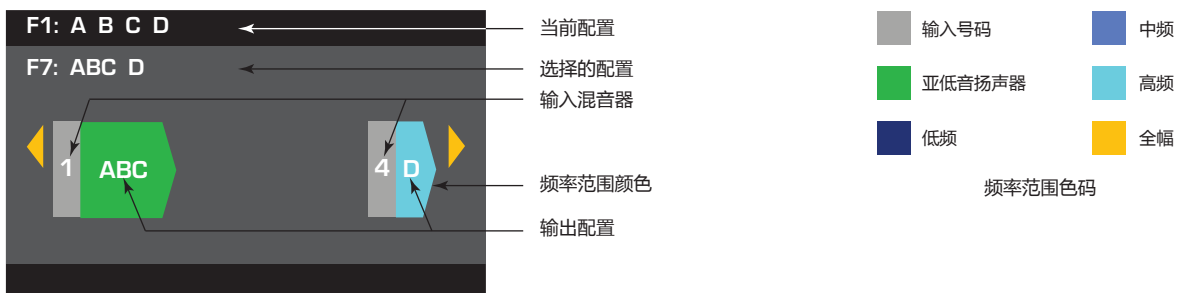 F1: A B C D
当前配置
F7: ABC D
选择的配置
输入混音器
1 ABC
4 D
频率范围颜色
输出配置
输入号码
中频
亚低音扬声器
高频
低频
全幅
频率范围色码